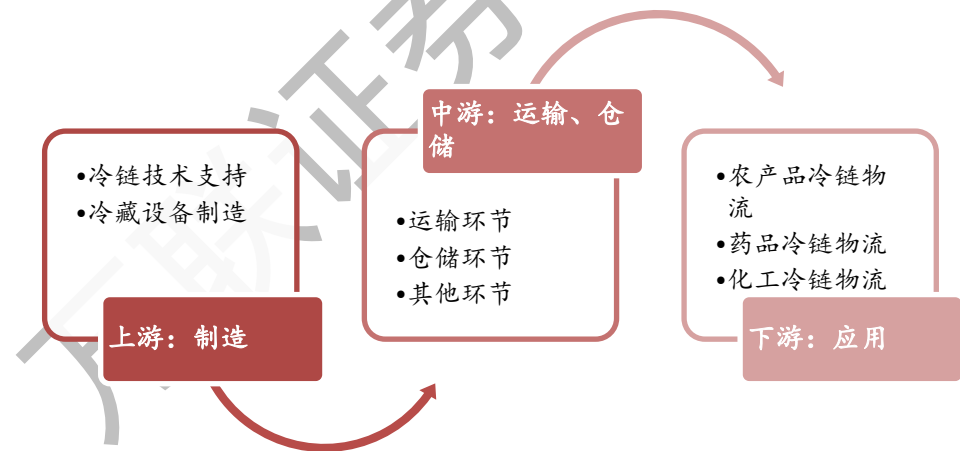 •冷链技术支持
•冷藏设备制造
上游：制造
中游：运输、仓
储
•运输环节
•仓储环节
•其他环节
•农产品冷链物
流
•药品冷链物流
•化工冷链物流
下游：应用
万联证券